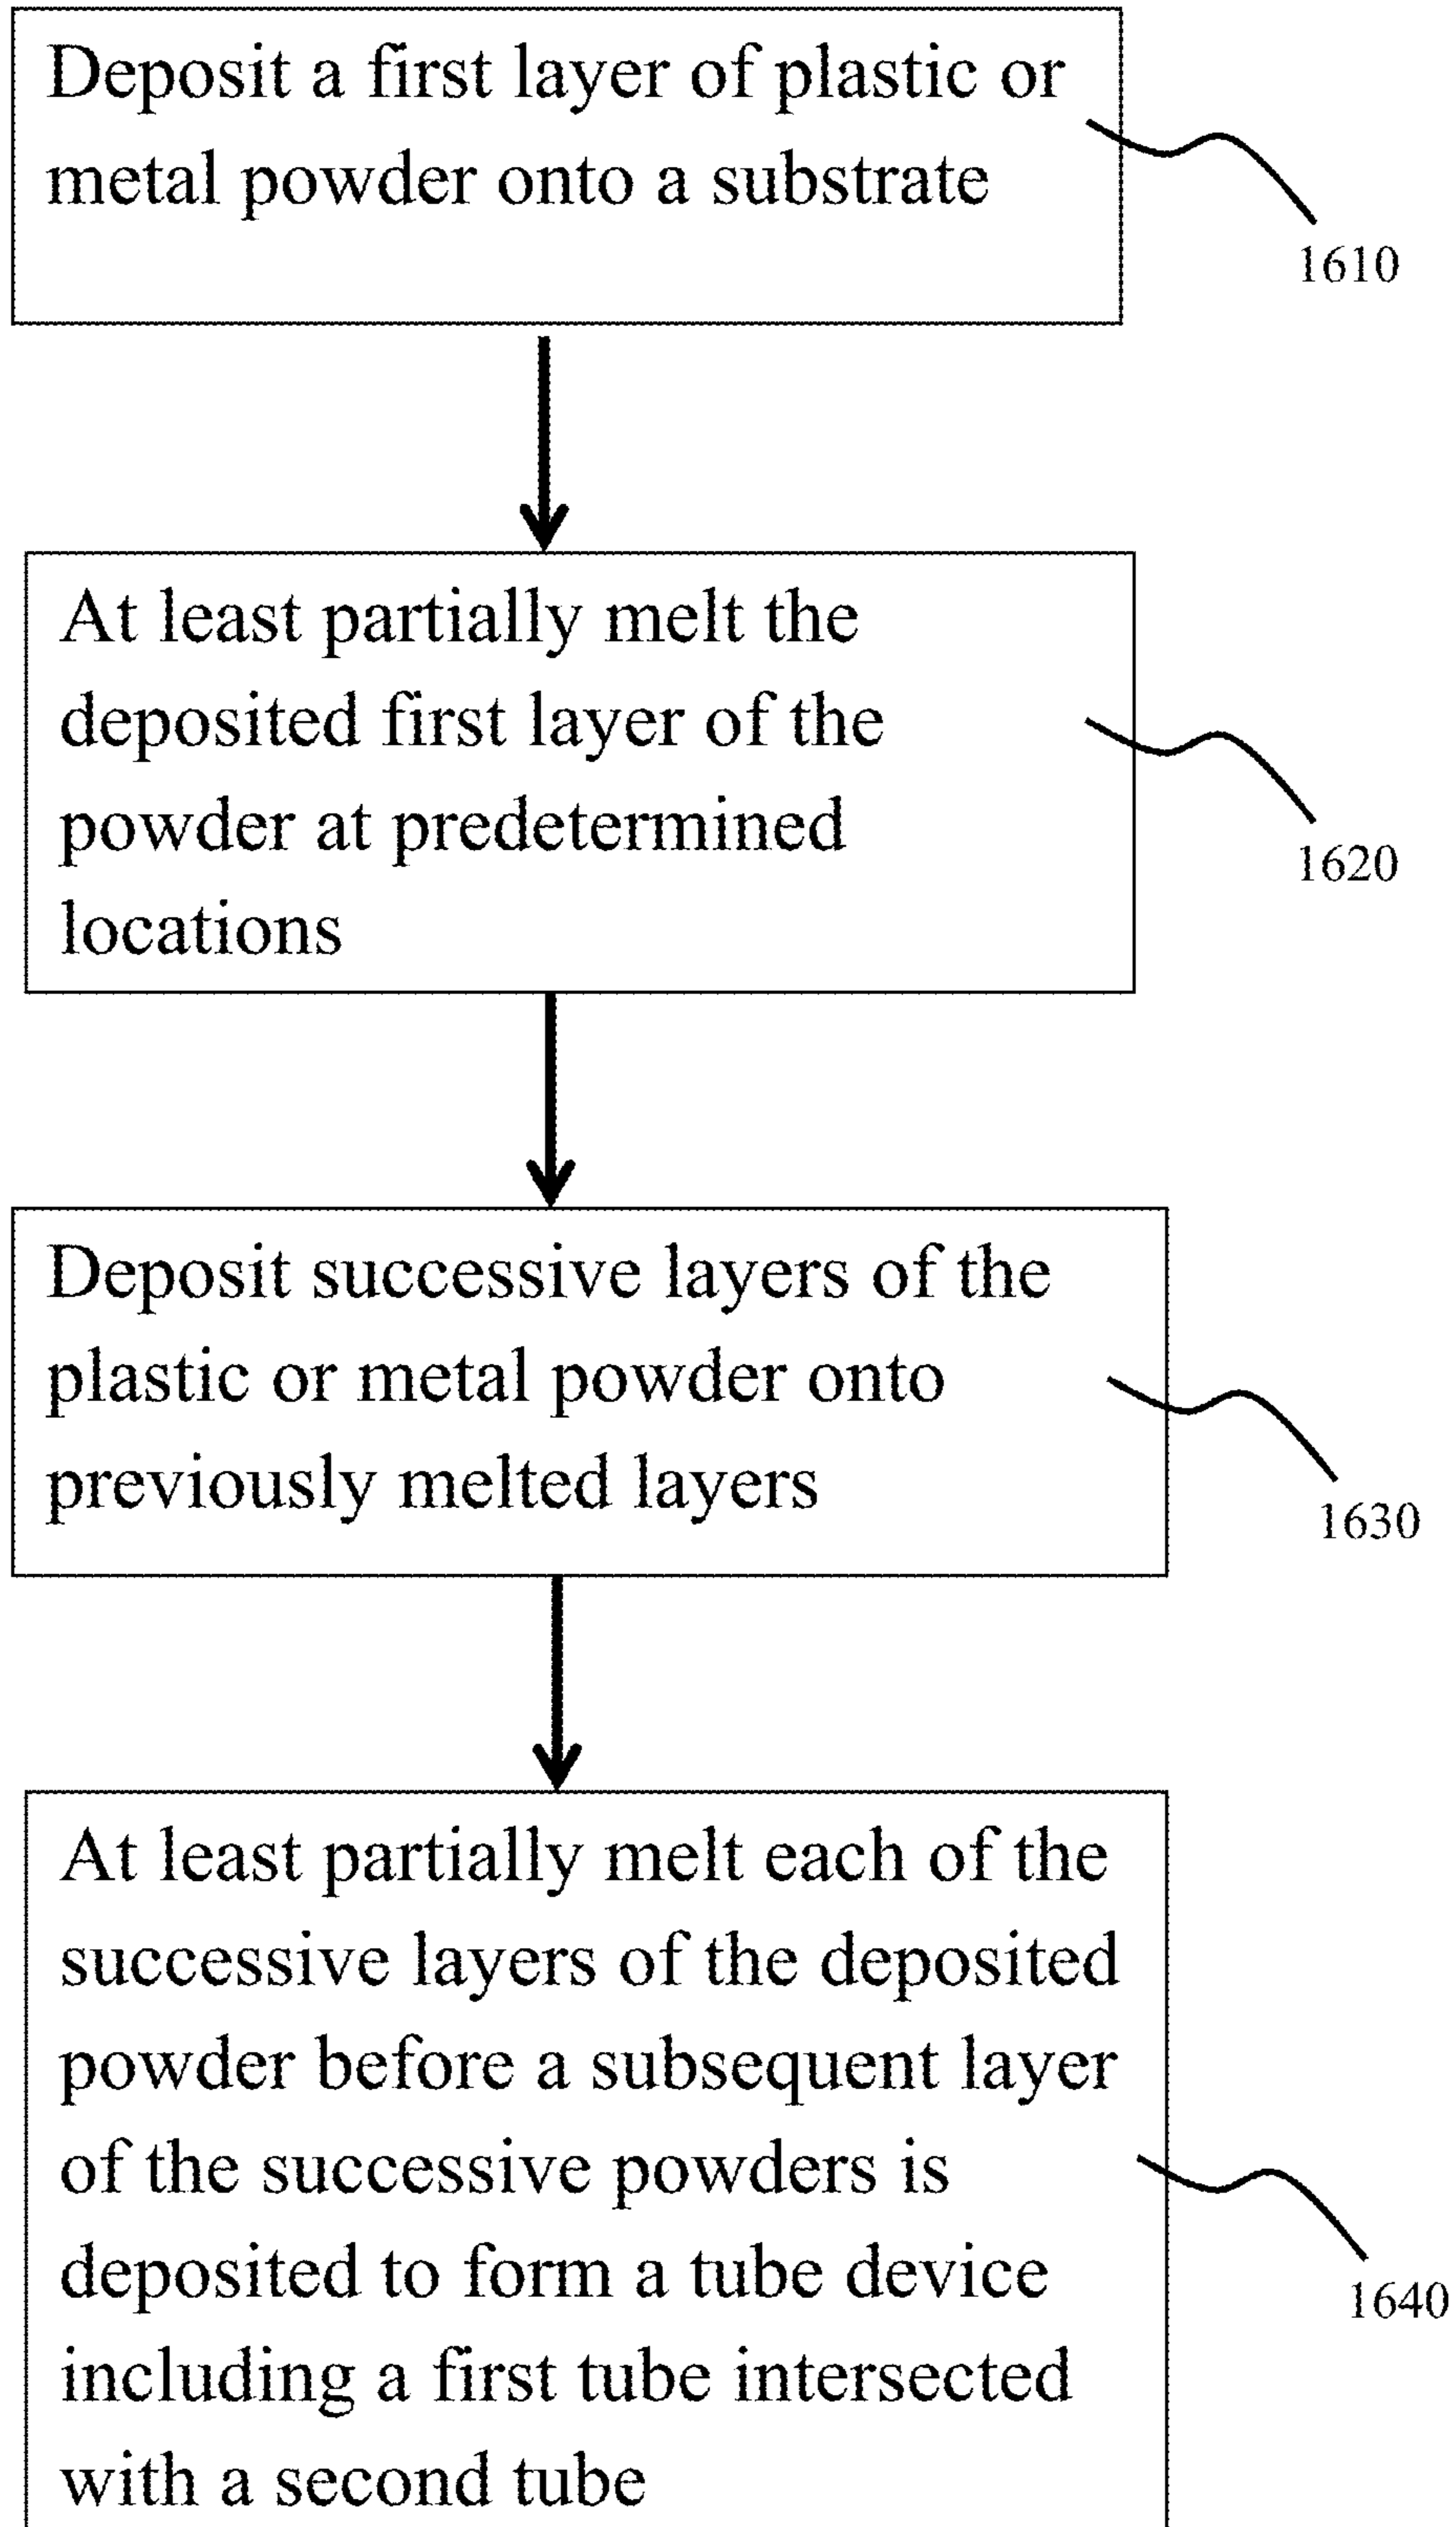 Deposit a first layer of plastic or
metal powder onto a substrate
1610
At least partially melt the
deposited first layer of the
powder at predetermined
locations
1620
Deposit successive layers of the
plastic or metal powder onto
previously melted layers
1630
At least partially melt each of the
successive layers of the deposited
powder before a subsequent layer
of the successive powders is
deposited to form a tube device
including a first tube intersected
with a second tube
1640